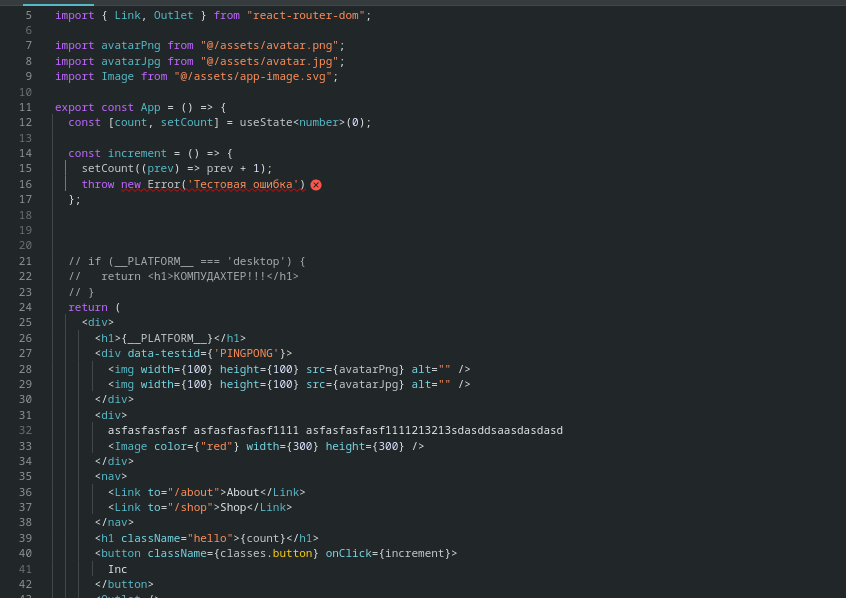 5 import { Link, Outlet } from "react-router-dom";
6
7 import avatarPng from "@/assets/avatar.png";
8 import avatarJpg from "@/assets/avatar.jpg";
9 import Image from "@/assets/app-image.svg";
10
11 export const App = () => {
12 const [count, setCount] = useState<number>(0);
13
14 const increment = () => {
15 setCount((prev) => prev + 1);
16 throw new Error('Тестовая ошибка')
17 };
18
19
20
21 // if (__PLATFORM__ === 'desktop') {
22 //   return <h1>КОМПУДАХТЕР!!!</h1>
23 // }
24 return (
25 <div>
26 <h1>{__PLATFORM__}</h1>
27 <div data-testid={'PINGPONG'}>
28 <img width={100} height={100} src={avatarPng} alt="" />
29 <img width={100} height={100} src={avatarJpg} alt="" />
30 </div>
31 <div>
32 asfasfasfasf asfasfasfasf1111 asfasfasfasf1111213213sdasddsaasdasdasd
33 <Image color={"red"} width={300} height={300} />
34 </div>
35 <nav>
36 <Link to="/about">About</Link>
37 <Link to="/shop">Shop</Link>
38 </nav>
39 <h1 className="hello">{count}</h1>
40 <button className={classes.button} onClick={increment}>
41 Inc
42 </button>
43 <Outlet />